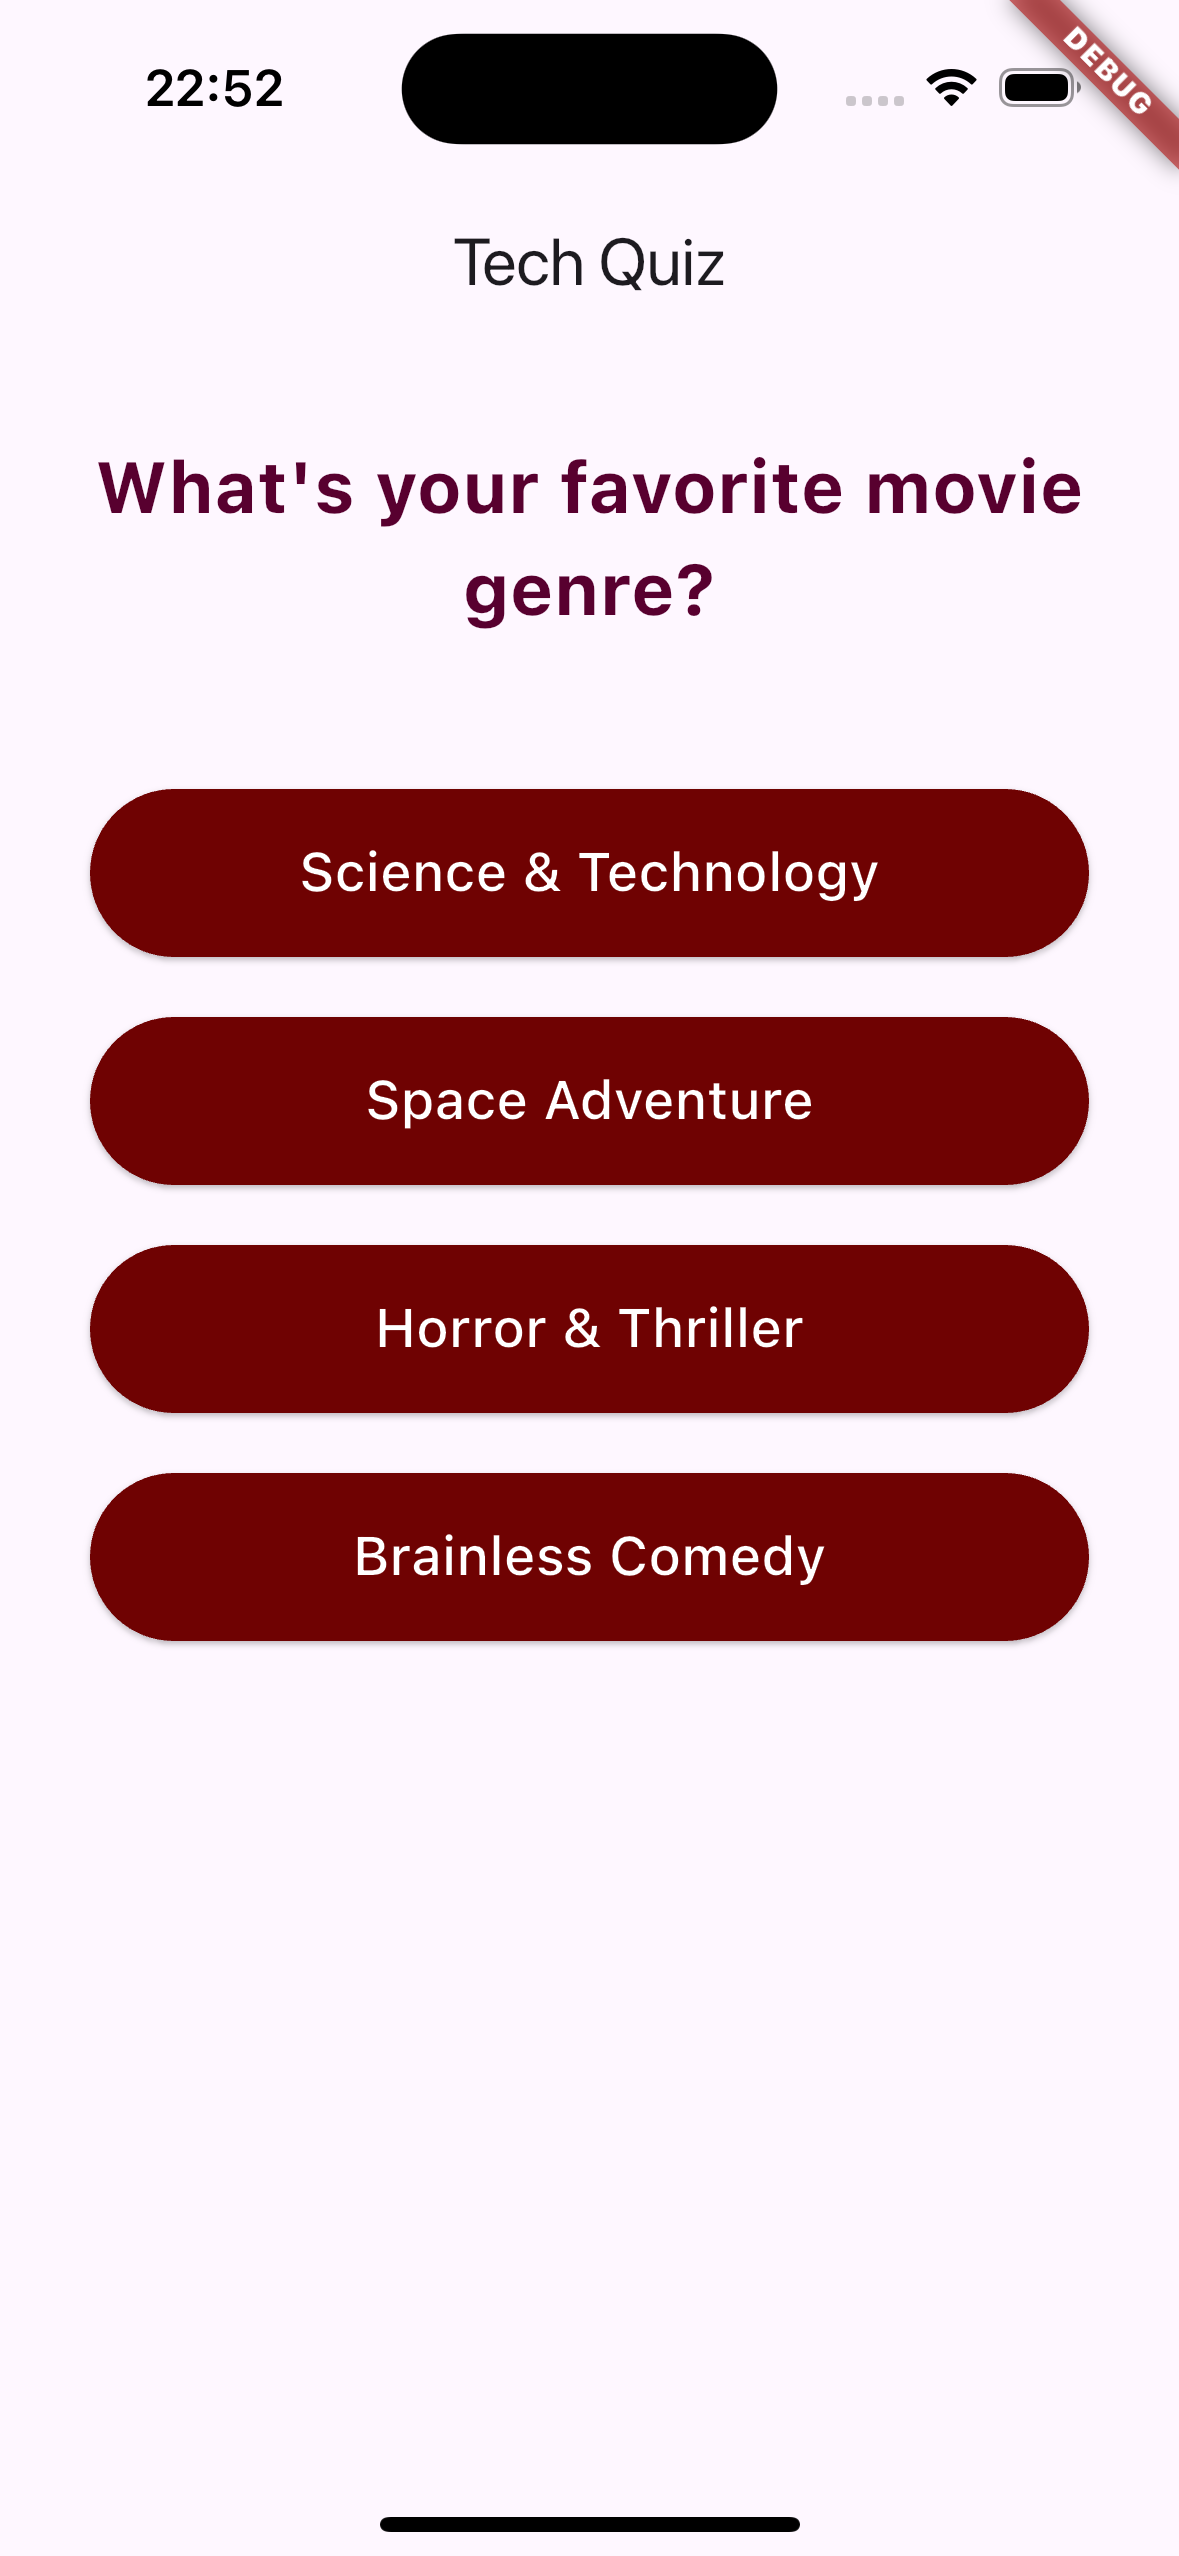 22:52
DEBUG
Tech Quiz
What's your favorite movie
genre?
Science & Technology
Space Adventure
Horror & Thriller
Brainless Comedy